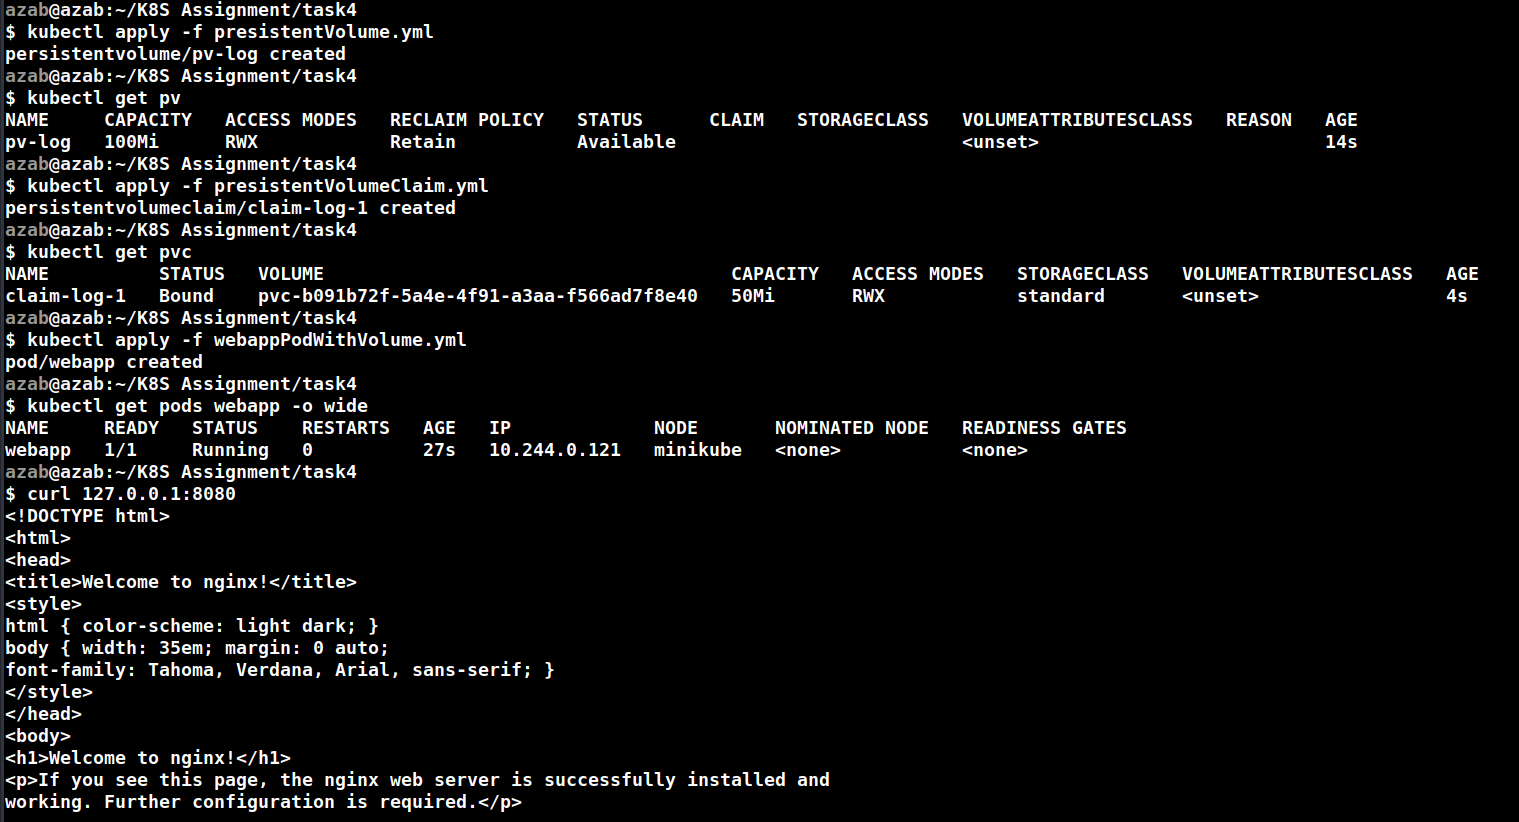 azab@azab:~/K8S Assignment/task4
$ kubectl apply -f presistentVolume.yml
persistentvolume/pv-log created
azab@azab:~/K8S Assignment/task4
$ kubectl get pv
NAME     CAPACITY   ACCESS MODES   RECLAIM POLICY   STATUS      CLAIM   STORAGECLASS   VOLUMEATTRIBUTESCLASS   REASON   AGE
pv-log   100Mi      RWX            Retain           Available                          <unset>                          14s
azab@azab:~/K8S Assignment/task4
$ kubectl apply -f presistentVolumeClaim.yml
persistentvolumeclaim/claim-log-1 created
azab@azab:~/K8S Assignment/task4
$ kubectl get pvc
NAME          STATUS   VOLUME                                     CAPACITY   ACCESS MODES   STORAGECLASS   VOLUMEATTRIBUTESCLASS   AGE
claim-log-1   Bound    pvc-b091b72f-5a4e-4f91-a3aa-f566ad7f8e40   50Mi       RWX            standard       <unset>                 4s
azab@azab:~/K8S Assignment/task4
$ kubectl apply -f webappPodWithVolume.yml
pod/webapp created
azab@azab:~/K8S Assignment/task4
$ kubectl get pods webapp -o wide
NAME     READY   STATUS    RESTARTS   AGE   IP             NODE       NOMINATED NODE   READINESS GATES
webapp   1/1     Running   0          27s   10.244.0.121   minikube   <none>           <none>
azab@azab:~/K8S Assignment/task4
$ curl 127.0.0.1:8080
<!DOCTYPE html>
<html>
<head>
<title>Welcome to nginx!</title>
<style>
html { color-scheme: light dark; }
body { width: 35em; margin: 0 auto;
font-family: Tahoma, Verdana, Arial, sans-serif; }
</style>
</head>
<body>
<h1>Welcome to nginx!</h1>
<p>If you see this page, the nginx web server is successfully installed and
working. Further configuration is required.</p>